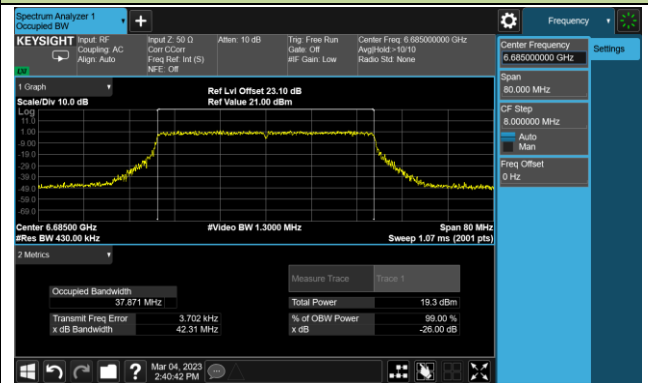 Spectrum Analyzer 1
Occupied BW
Frequency
KEYSIGHT
Input: RF
Coupling: AC
Align: Auto
Input Z: 50 Ω
Corr CCorr
Freq Ref: Int (S)
NFE: Off
Atten: 10 dB
Trig: Free Run
Gate: Off
#IF Gain: Low
Center Freq: 6.685000000 GHz
Avg|Hold:>10/10
Radio Std: None
Center Frequency
6.685000000 GHz
Settings
Span
80.000 MHz
CF Step
8.000000 MHz
Auto
Man
Freq Offset
0 Hz
1 Graph
Scale/Div 10.0 dB
Ref Lvl Offset 23.10 dB
Ref Value 21.00 dBm
Log
11.0
1.00
-9.00
-19.0
-29.0
-39.0
-49.0
-59.0
-69.0
Center 6.68500 GHz
#Res BW 430.00 kHz
#Video BW 1.3000 MHz
Span 80 MHz
Sweep 1.07 ms (2001 pts)
2 Metrics
Measure Trace
Trace 1
Occupied Bandwidth
37.871 MHz
Total Power
19.3 dBm
Transmit Freq Error
3.702 kHz
% of OBW Power
99.00 %
x dB Bandwidth
42.31 MHz
x dB
-26.00 dB
?
Mar 04, 2023
2:40:42 PM